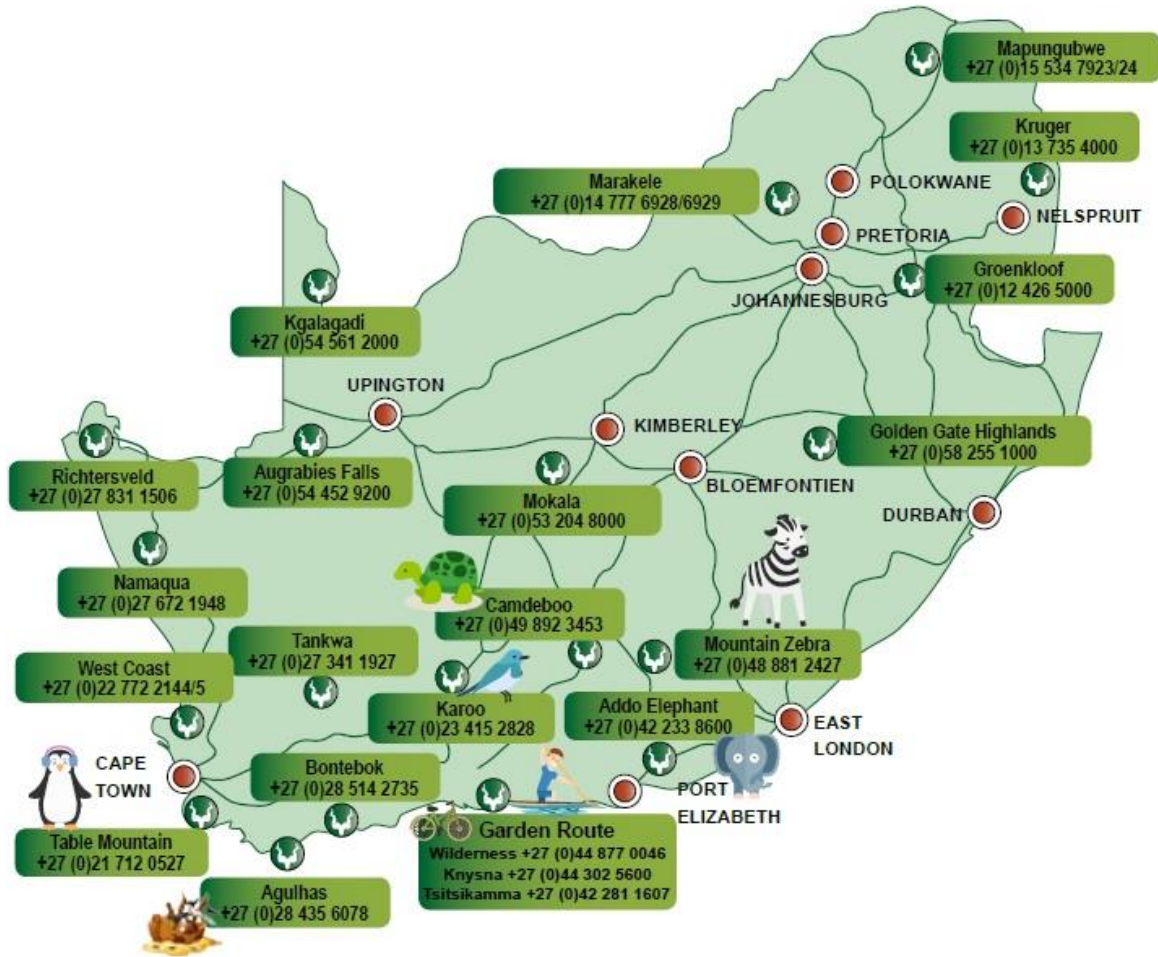 Mapungubwe
+27 (0)15 534 7923/24
Kruger
+27 (0)13 735 4000
Marakele
+27 (0)14 777 6928/6929
POLOKWANE
NELSPRUIT
PRETORIA
Groenkloof
+27 (0)12 426 5000
JOHANNESBURG
Kgalagadi
+27 (0)54 561 2000
UPINGTON
KIMBERLEY
Golden Gate Highlands
+27 (0)58 255 1000
Richtersveld
+27 (0)27 831 1506
Augrabies Falls
+27 (0)54 452 9200
Mokala
+27 (0)53 204 8000
BLOEMFONTIEN
DURBAN
Namaqua
+27 (0)27 672 1948
Camdeboo
+27 (0)49 892 3453
Tankwa
+27 (0)27 341 1927
Mountain Zebra
+27 (0)48 881 2427
West Coast
+27 (0)22 772 2144/5
Karoo
+27 (0)23 415 2828
Addo Elephant
+27 (0)42 233 8600
EAST
LONDON
CAPE
TOWN
Bontebok
+27 (0)28 514 2735
PORT
ELIZABETH
Table Mountain
+27 (0)21 712 0527
Garden Route
Wilderness +27 (0)44 877 0046
Knysna +27 (0)44 302 5600
Tsitsikamma +27 (0)42 281 1607
Agulhas
+27 (0)28 435 6078